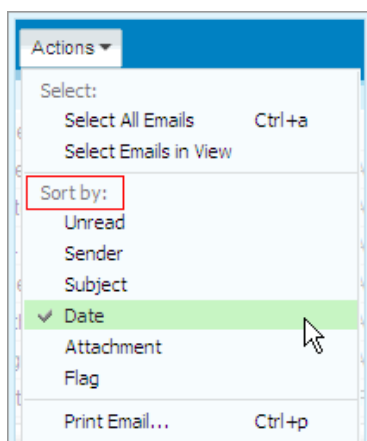 Actions
Select:
Select All Emails Ctrl+a
Select Emails in View
Sort by:
Unread
Sender
Subject
Date
Attachment
Flag
Print Email... Ctrl+p